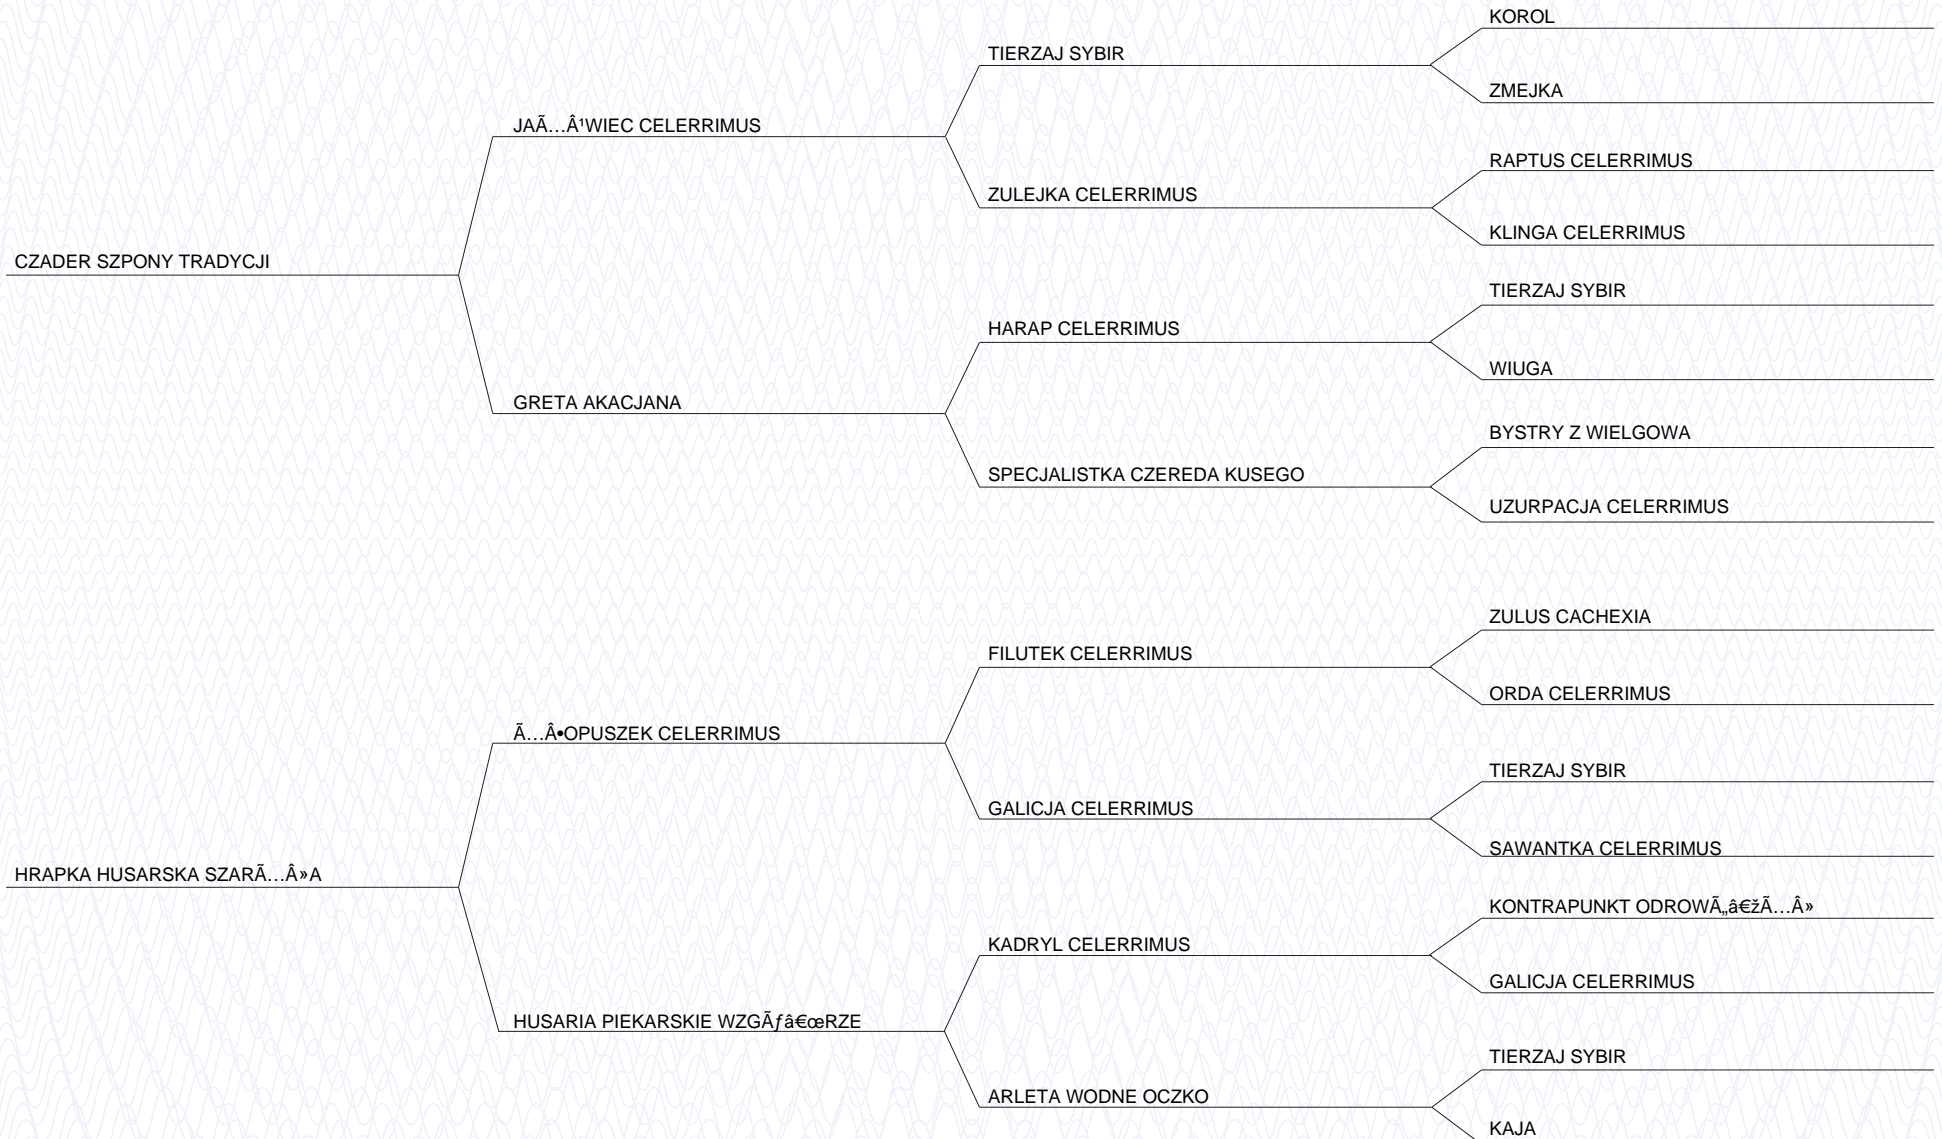 KOROL
TIERZAJ SYBIR
ZMEJKA
JAÃ…Â¹WIEC CELERRIMUS
RAPTUS CELERRIMUS
ZULEJKA CELERRIMUS
KLINGA CELERRIMUS
CZADER SZPONY TRADYCJI
TIERZAJ SYBIR
HARAP CELERRIMUS
WIUGA
GRETA AKACJANA
BYSTRY Z WIELGOWA
SPECJALISTKA CZEREDA KUSEGO
UZURPACJA CELERRIMUS
ZULUS CACHEXIA
FILUTEK CELERRIMUS
ORDA CELERRIMUS
Ã…Â•OPUSZEK CELERRIMUS
TIERZAJ SYBIR
GALICJA CELERRIMUS
SAWANTKA CELERRIMUS
HRAPKA HUSARSKA SZARÃ…Â»A
KONTRAPUNKT ODROWÃ„â€žÃ…Â»
KADRYL CELERRIMUS
GALICJA CELERRIMUS
HUSARIA PIEKARSKIE WZGÃƒâ€œRZE
TIERZAJ SYBIR
ARLETA WODNE OCZKO
KAJA